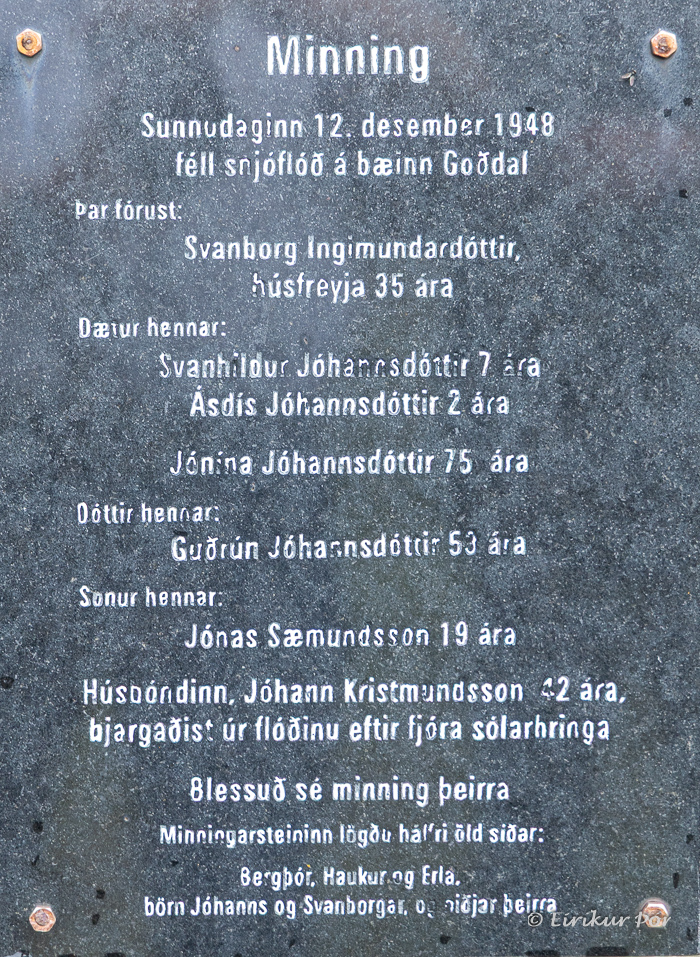 Minning
Sunnudaginn 12. desember 1948
féll snjóflóð á bæinn Goðdal
Þar fórust:
Svanborg Ingimundardóttir,
húsfreyja 35 ára
Dætur hennar:
Svanhildur Jóhannsdóttir 7 ára
Ásdís Jóhannsdóttir 2 ára
Jónína Jóhannsdóttir 75 ára
Dóttir hennar:
Guðrún Jóhannsdóttir 53 ára
Sonur hennar:
Jónas Sæmundsson 19 ára
Húsbóndinn, Jóhann Kristmundsson 42 ára,
bjargaðist úr flóðinu eftir fjóra sólarhringa
Blessuð sé minning þeirra
Minningarsteininn lögðu hálfri öld síðar:
Bergþór, Haukur og Erla,
börn Jóhanns og Svanborgar, og niðjar þeirra
© Eiríkur Þór